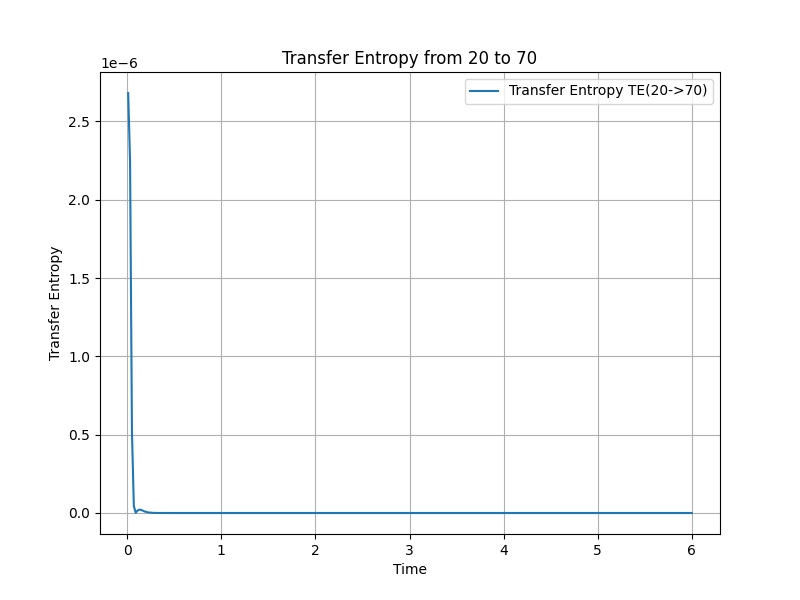 Transfer Entropy from 20 to 70
1e−6
Transfer Entropy TE(20->70)
2.5
2.0
1.5
1.0
0.5
0.0
Transfer Entropy
0 1 2 3 4 5 6
Time